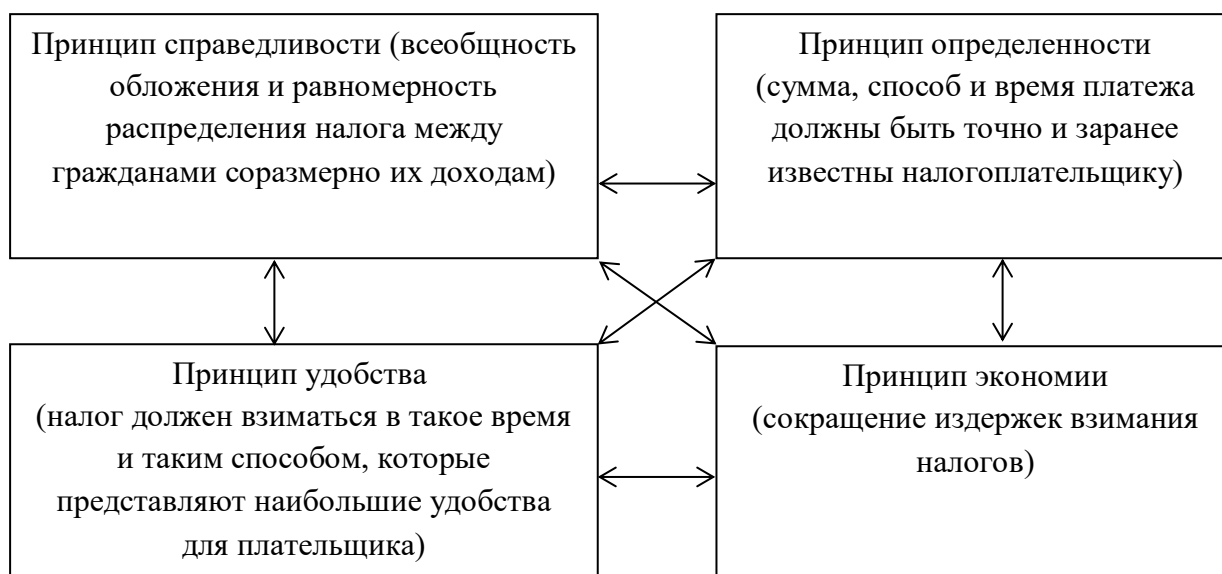 Принцип справедливости (всеобщность
обложения и равномерность
распределения налога между
гражданами соразмерно их доходам)
Принцип определенности
(сумма, способ и время платежа
должны быть точно и заранее
известны налогоплательщику)
Принцип удобства
(налог должен взиматься в такое время
и таким способом, которые
представляют наибольшие удобства
для плательщика)
Принцип экономии
(сокращение издержек взимания
налогов)